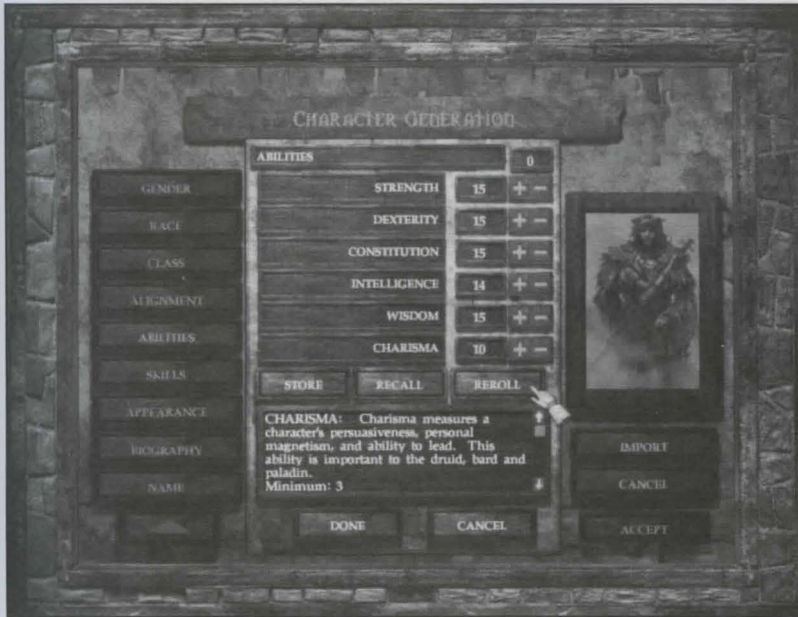 CHARACTER GENERATION
GENDER
RACE
CLASS
ALIGNMENT
ABILITIES
SKILLS
APPEARANCE
BIOGRAPHY
NAME
ABILITIES 0
STRENGTH 15 + −
DEXTERITY 15 + −
CONSTITUTION 15 + −
INTELLIGENCE 14 + −
WISDOM 15 + −
CHARISMA 10 + −
STORE RECALL REROLL
CHARISMA: Charisma measures a
character's persuasiveness, personal
magnetism, and ability to lead. This
ability is important to the druid, bard and
paladin.
Minimum: 3
DONE CANCEL
IMPORT
CANCEL
ACCEPT